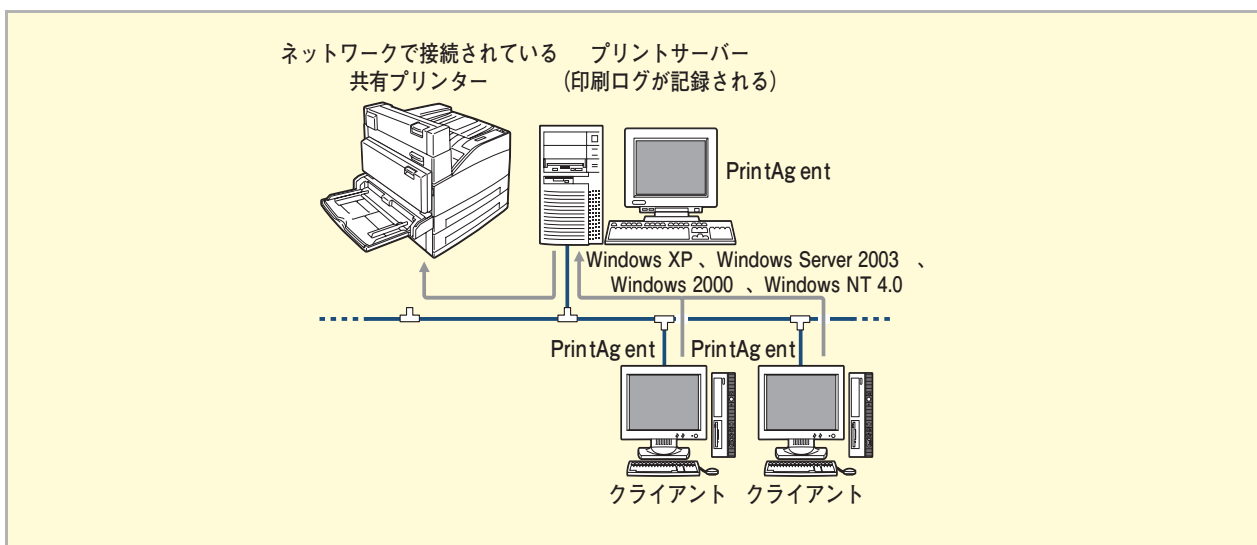 ネットワークで接続されている
共有プリンター
プリントサーバー
(印刷ログが記録される)
PrintAgent
Windows XP 、Windows Server 2003 、
Windows 2000 、Windows NT 4.0
PrintAgent
PrintAgent
クライアント
クライアント